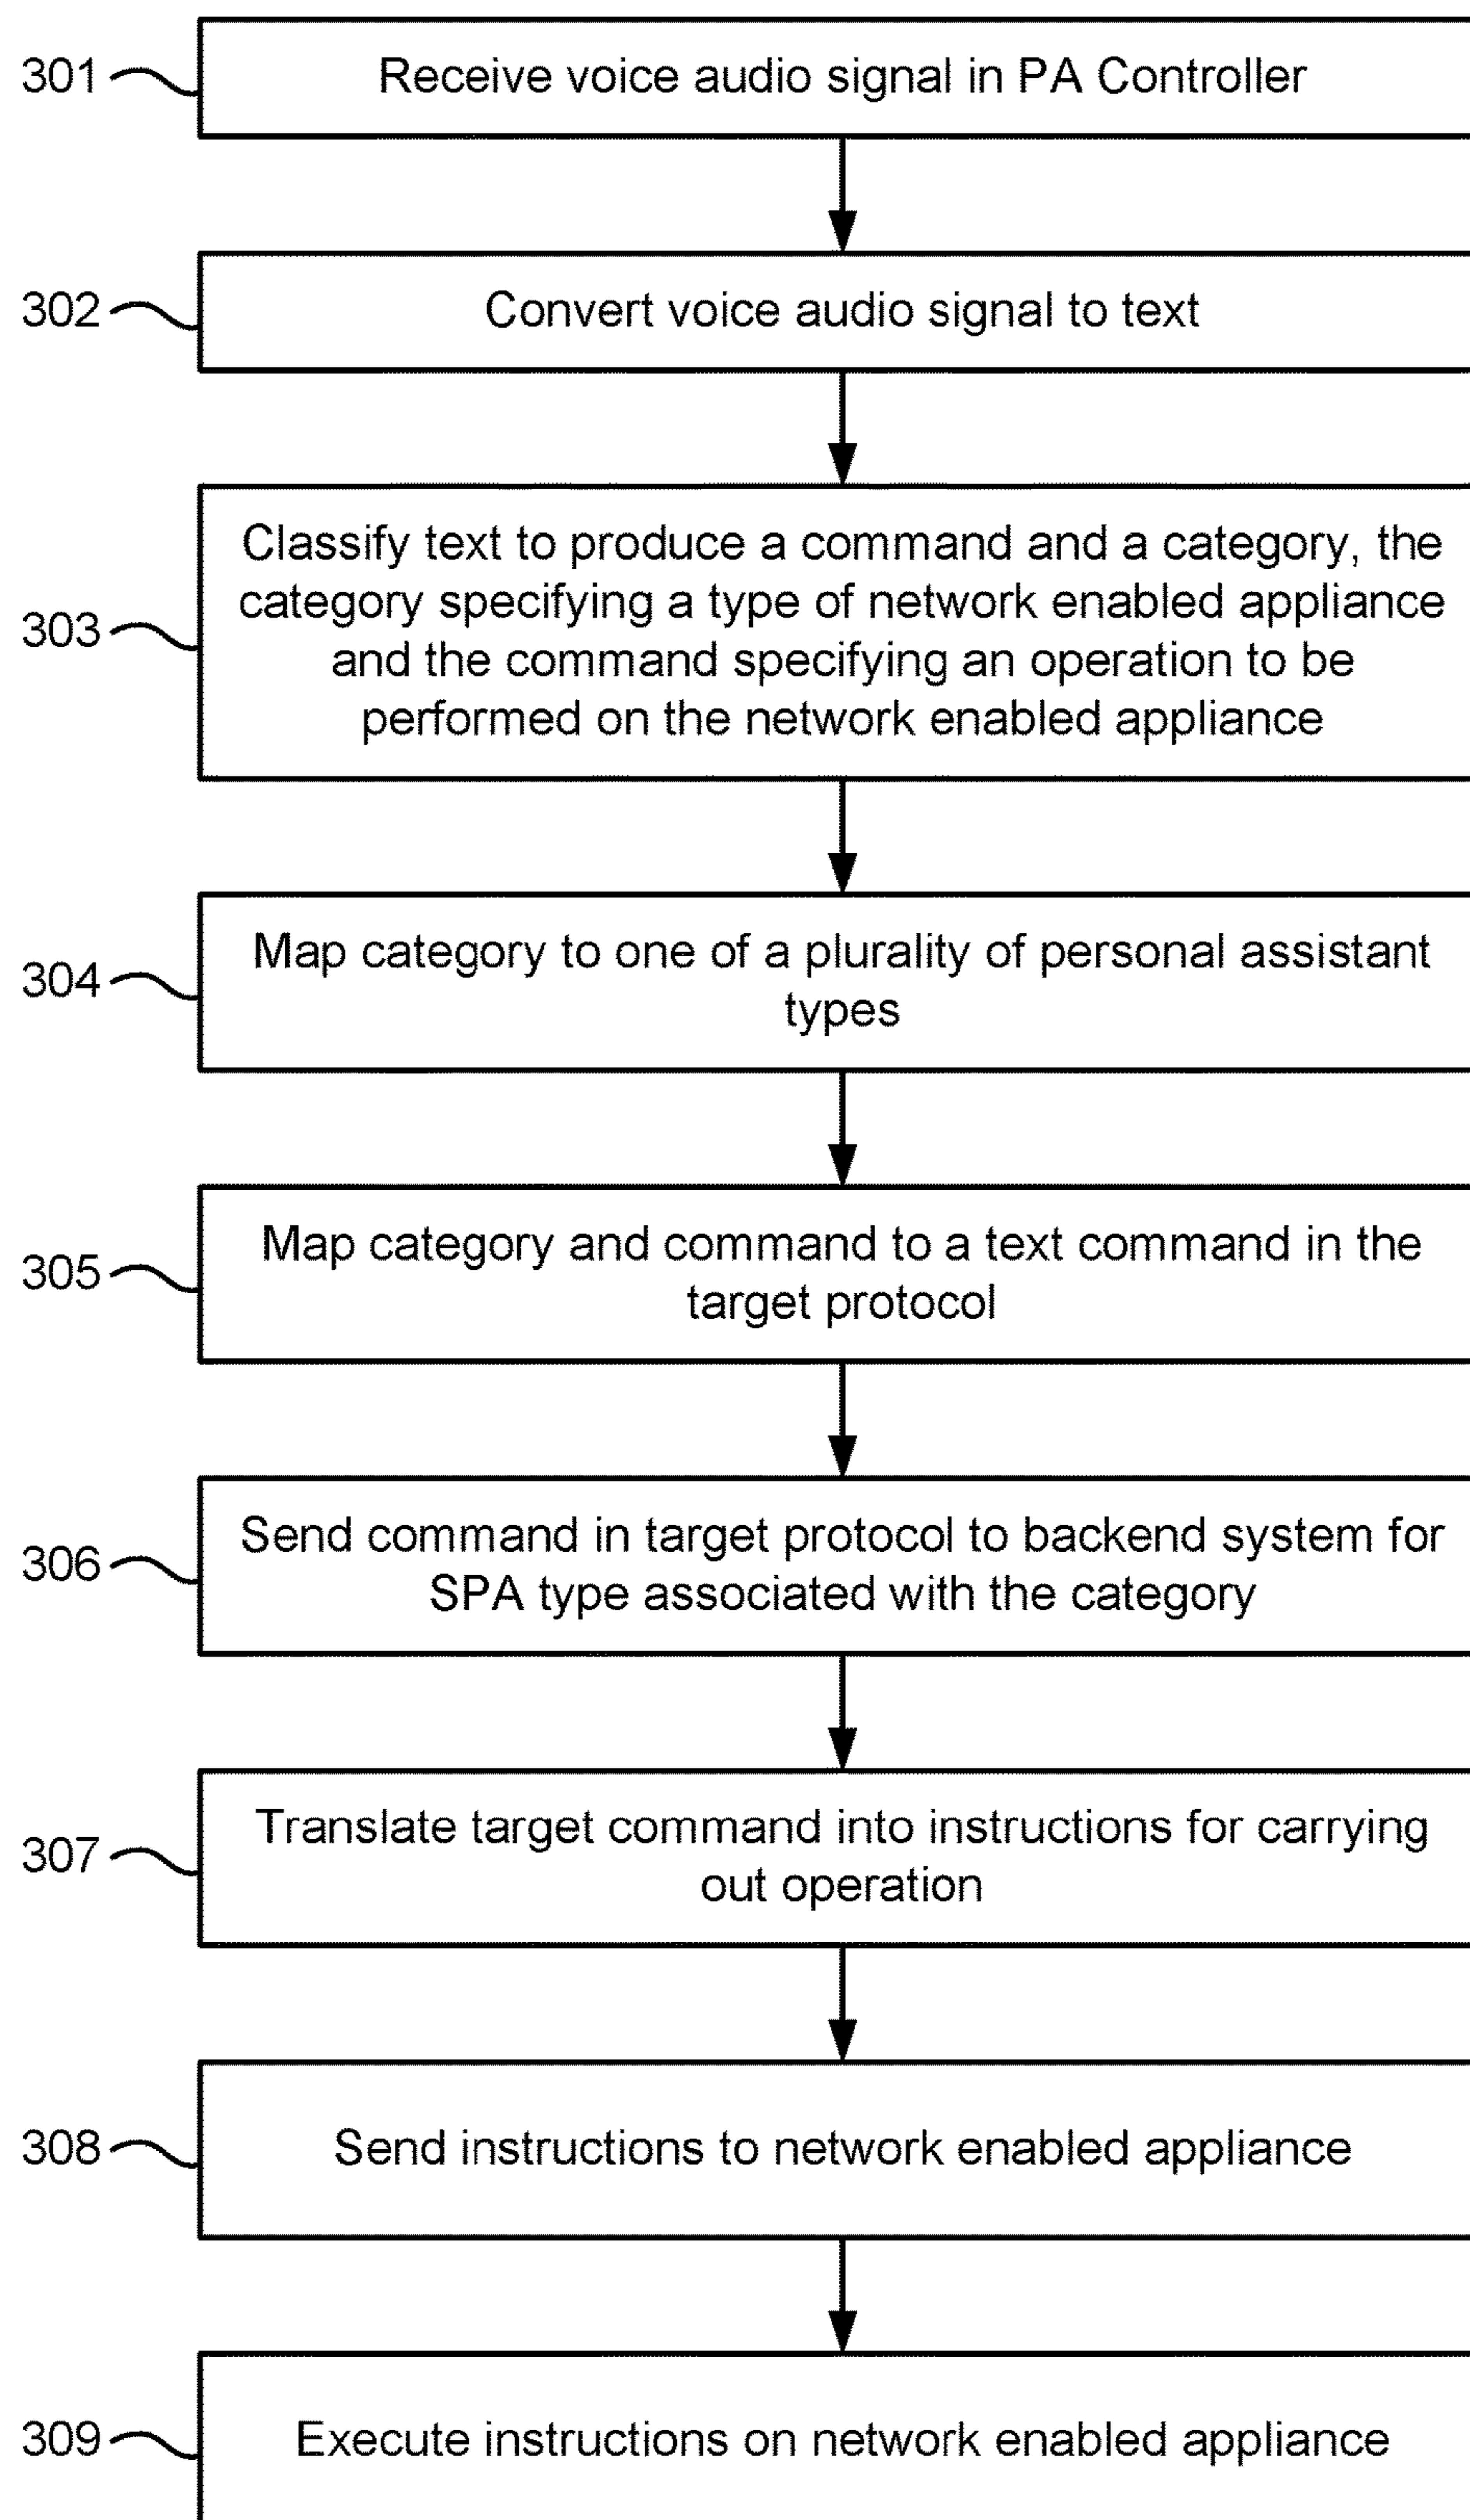 301
Receive voice audio signal in PA Controller
302
Convert voice audio signal to text
303
Classify text to produce a command and a category, the
category specifying a type of network enabled appliance
and the command specifying an operation to be
performed on the network enabled appliance
304
Map category to one of a plurality of personal assistant
types
305
Map category and command to a text command in the
target protocol
306
Send command in target protocol to backend system for
SPA type associated with the category
307
Translate target command into instructions for carrying
out operation
308
Send instructions to network enabled appliance
309
Execute instructions on network enabled appliance